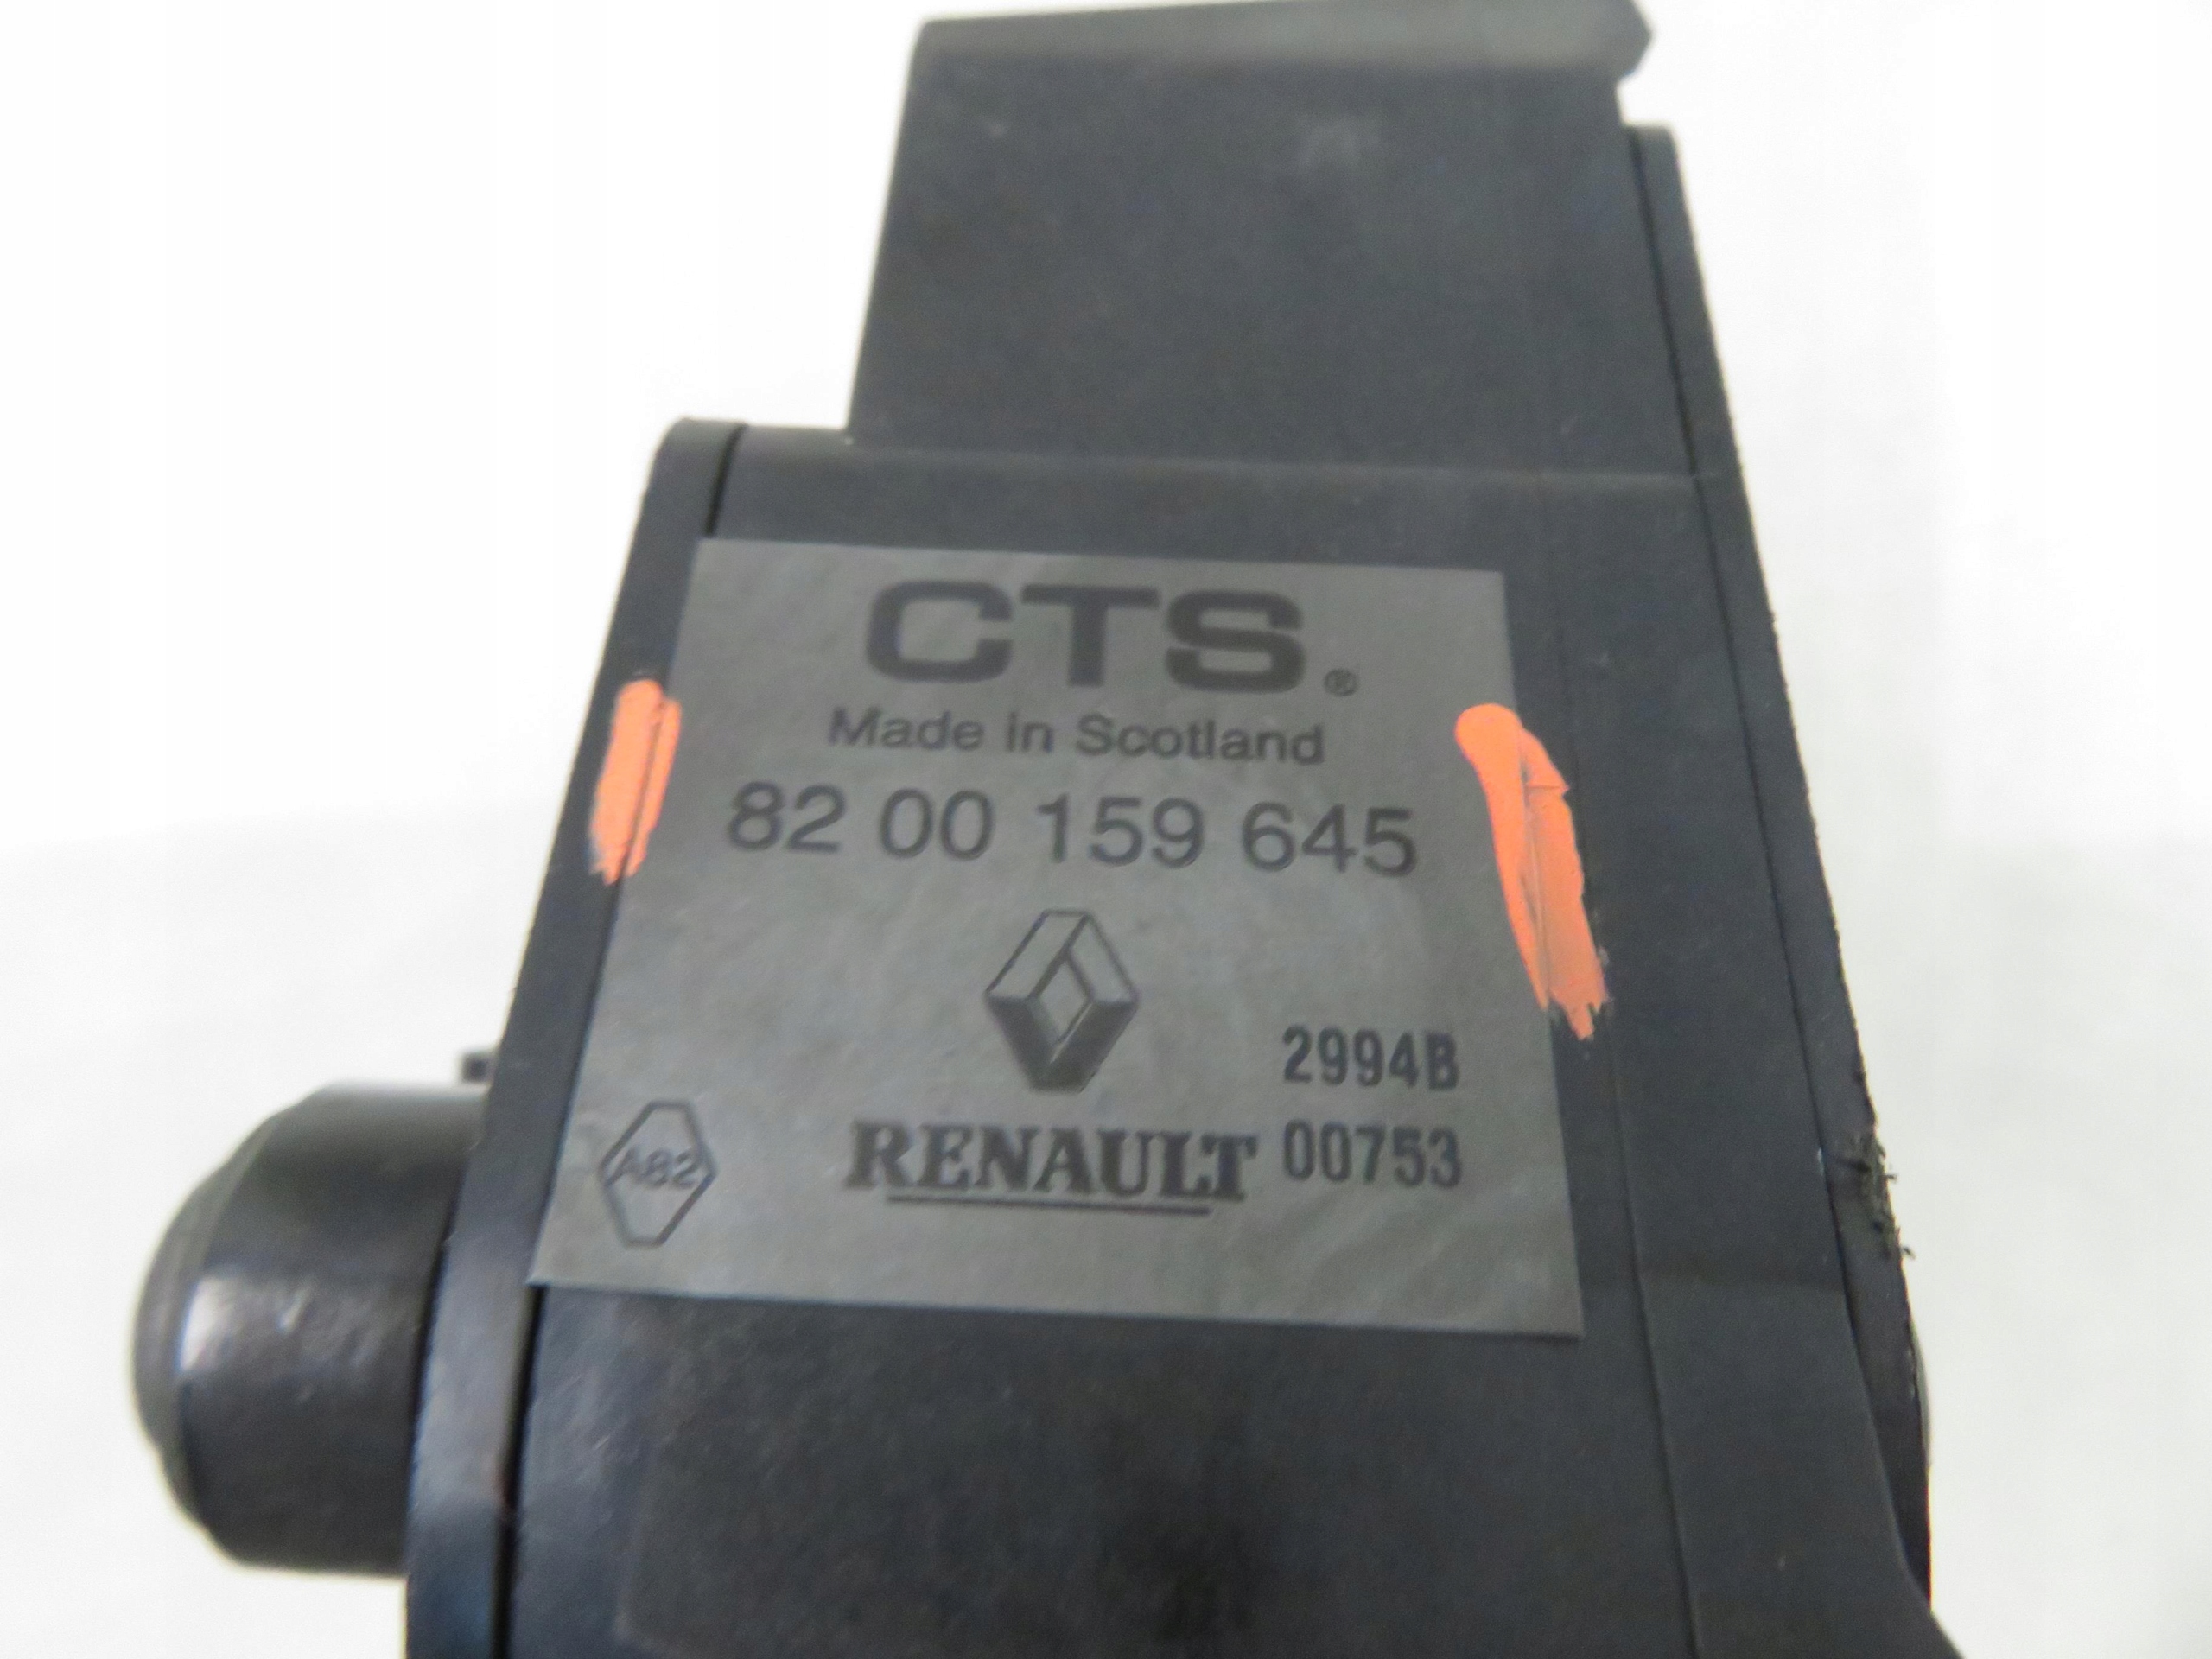 CTS®
Made in Scotland
82 00 159 645
2994B
A82
RENAULT 00753